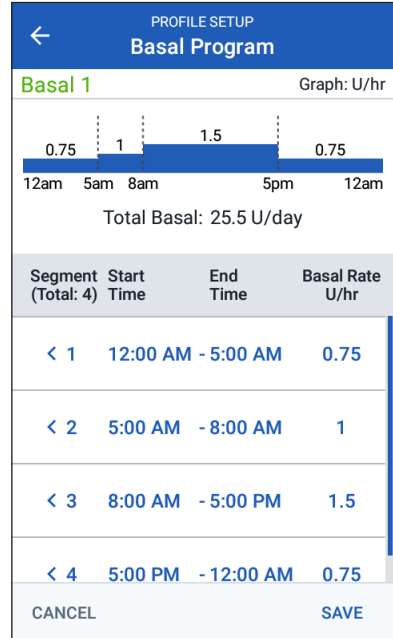 PROFILE SETUP
Basal Program
Basal 1 Graph: U/hr
0.75 1 1.5 0.75
12am 5am 8am 5pm 12am
Total Basal: 25.5 U/day
Segment Start End Basal Rate
(Total: 4) Time Time U/hr
< 1 12:00 AM - 5:00 AM 0.75
< 2 5:00 AM - 8:00 AM 1
< 3 8:00 AM - 5:00 PM 1.5
< 4 5:00 PM - 12:00 AM 0.75
CANCEL SAVE